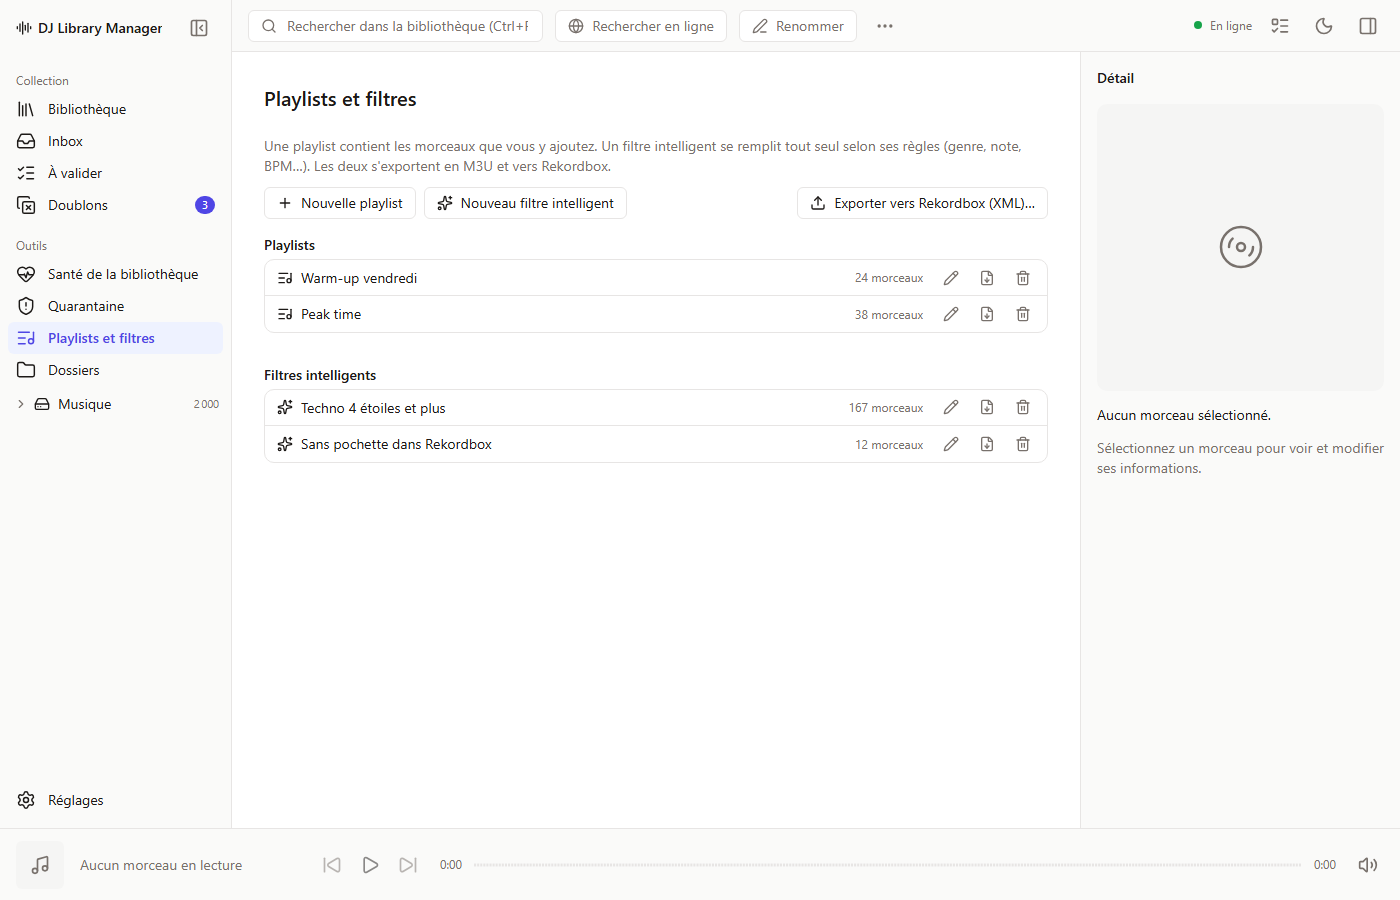 DJ Library Manager
Rechercher dans la bibliothèque (Ctrl+F
Rechercher en ligne
Renommer
En ligne
Collection
Bibliothèque
Inbox
À valider
Doublons
3
Outils
Santé de la bibliothèque
Quarantaine
Playlists et filtres
Dossiers
Musique
2 000
Réglages
Playlists et filtres
Une playlist contient les morceaux que vous y ajoutez. Un filtre intelligent se remplit tout seul selon ses règles (genre, note,
BPM…). Les deux s'exportent en M3U et vers Rekordbox.
Nouvelle playlist
Nouveau filtre intelligent
Exporter vers Rekordbox (XML)…
Playlists
Warm-up vendredi
24 morceaux
Peak time
38 morceaux
Filtres intelligents
Techno 4 étoiles et plus
167 morceaux
Sans pochette dans Rekordbox
12 morceaux
Détail
Aucun morceau sélectionné.
Sélectionnez un morceau pour voir et modifier
ses informations.
Aucun morceau en lecture
0:00
0:00